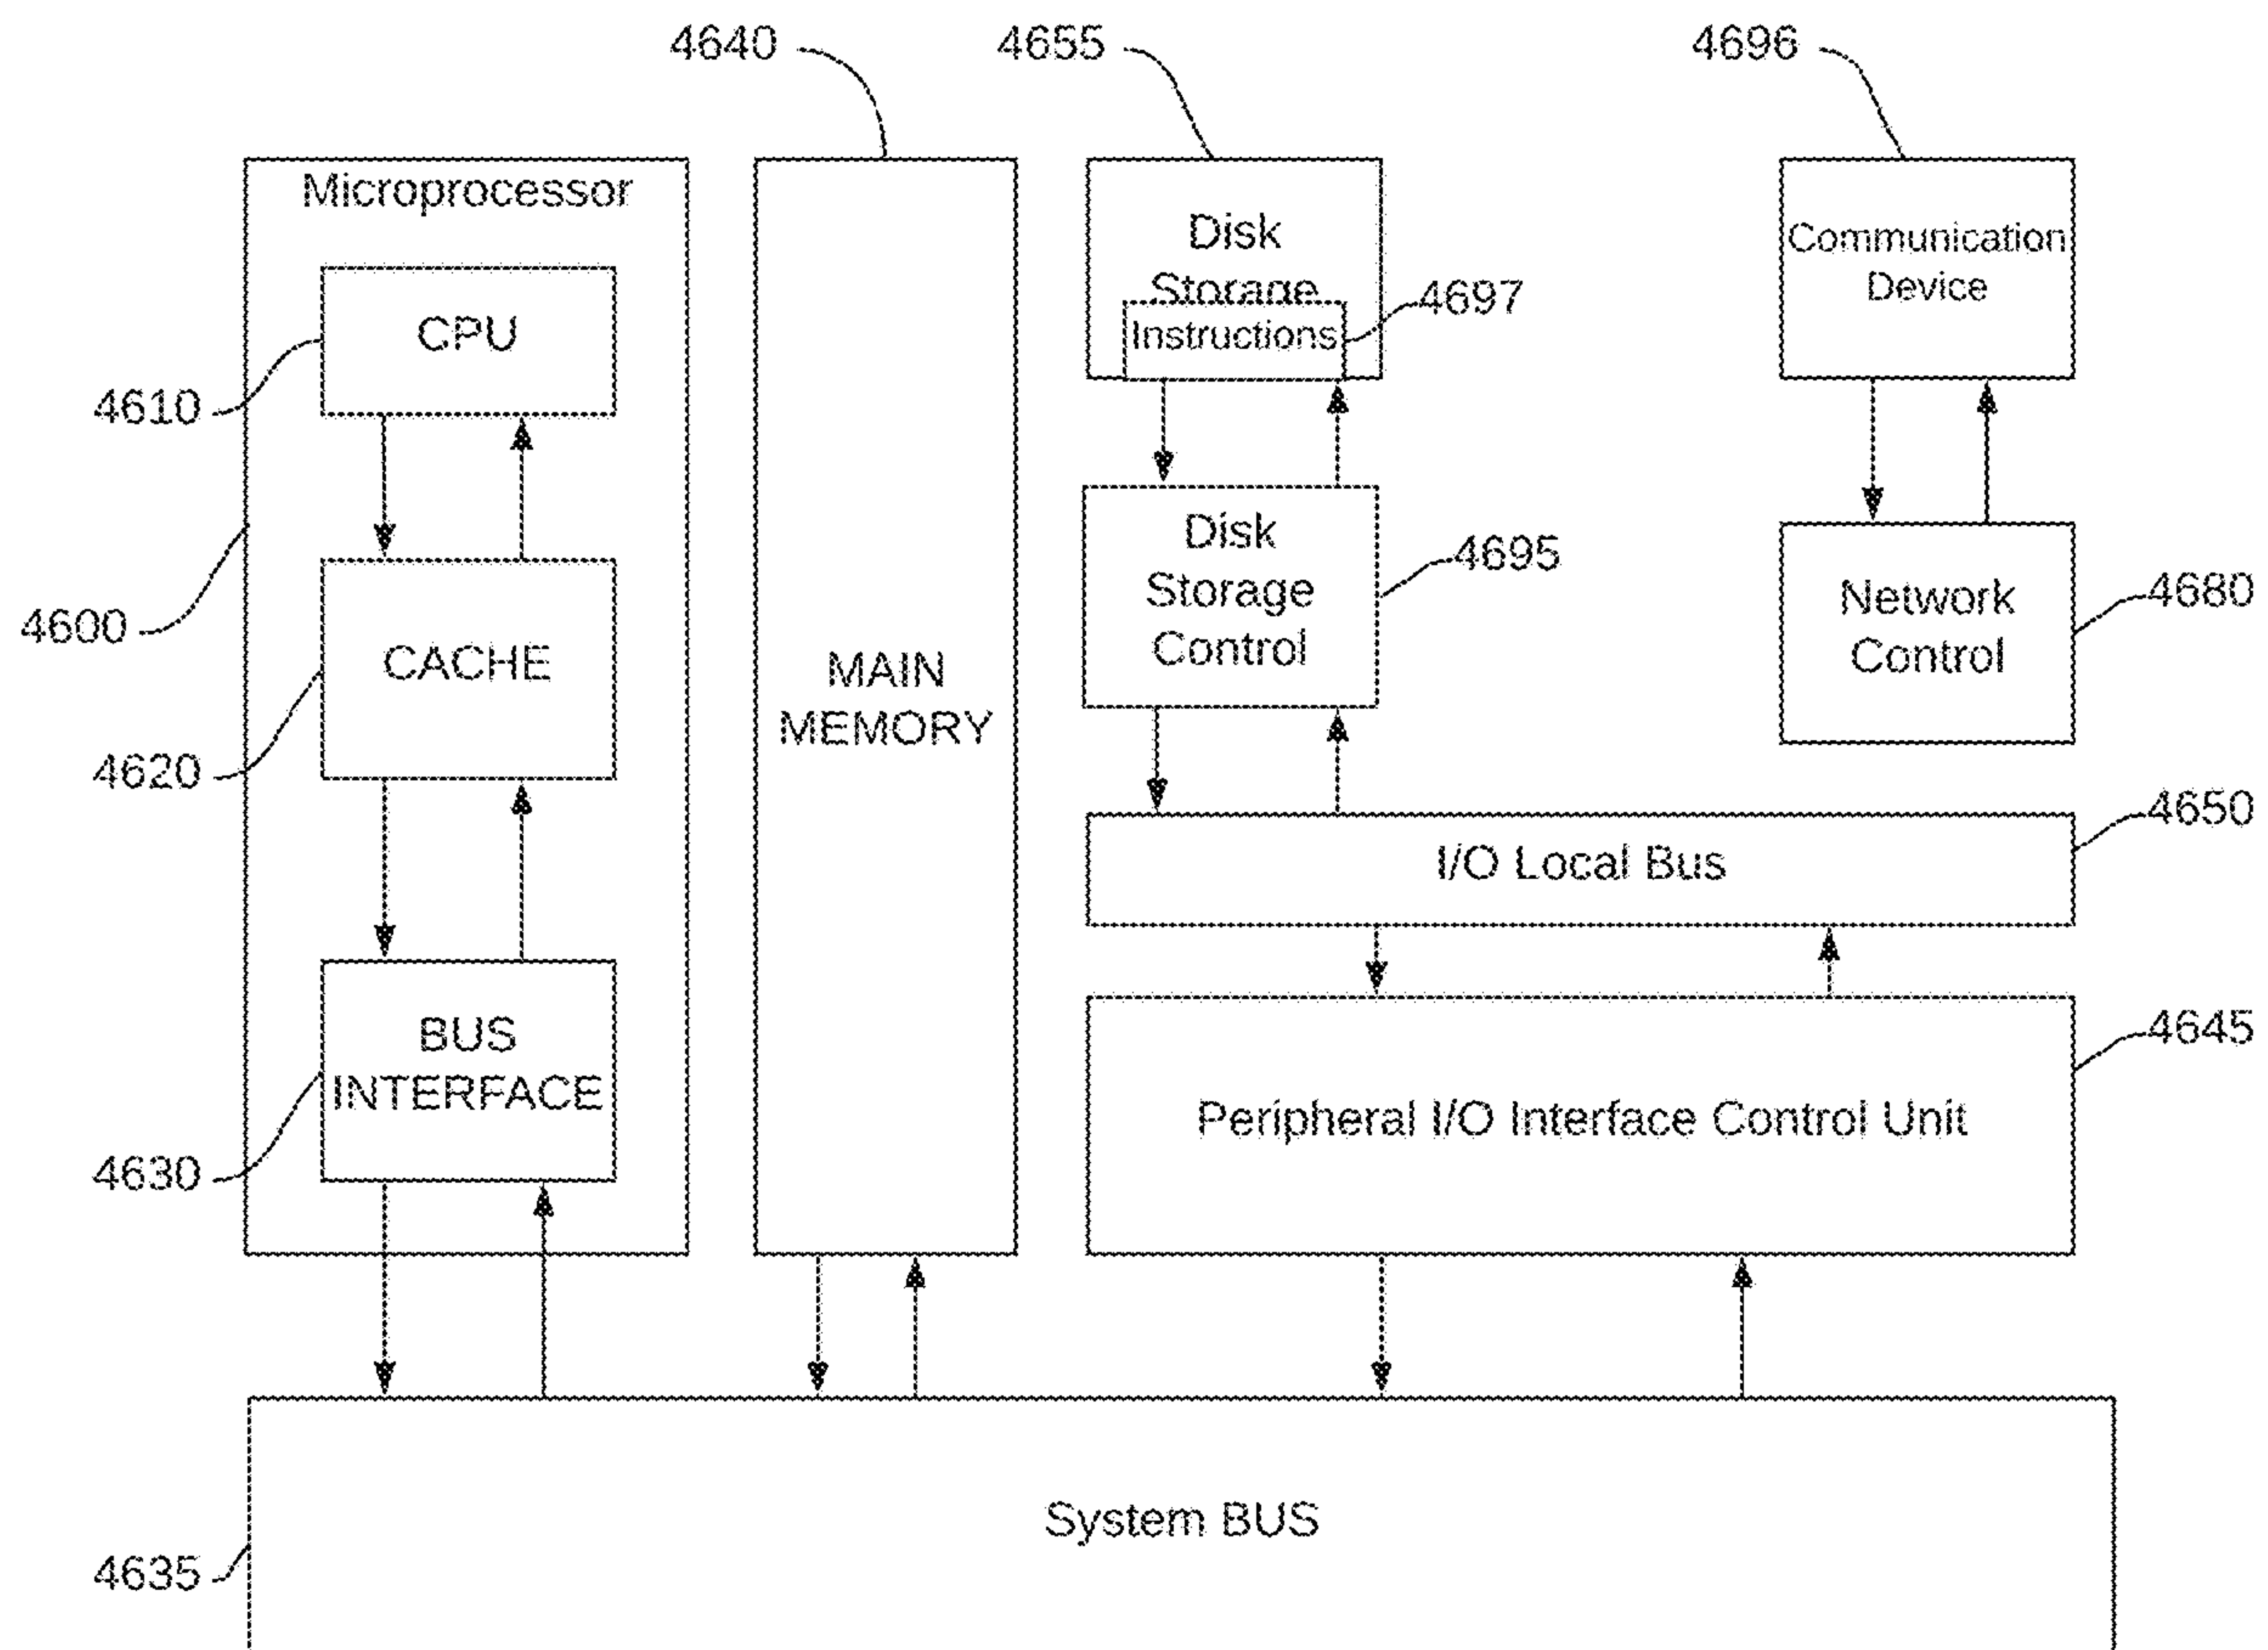 4640
4655
4696
Microprocessor
CPU
4610
CACHE
4600
4620
BUS
INTERFACE
4630
MAIN
MEMORY
Disk
Storage
Instructions
4697
Disk
Storage
Control
4695
Communication
Device
Network
Control
4680
I/O Local Bus
4650
Peripheral I/O Interface Control Unit
4645
System BUS
4635